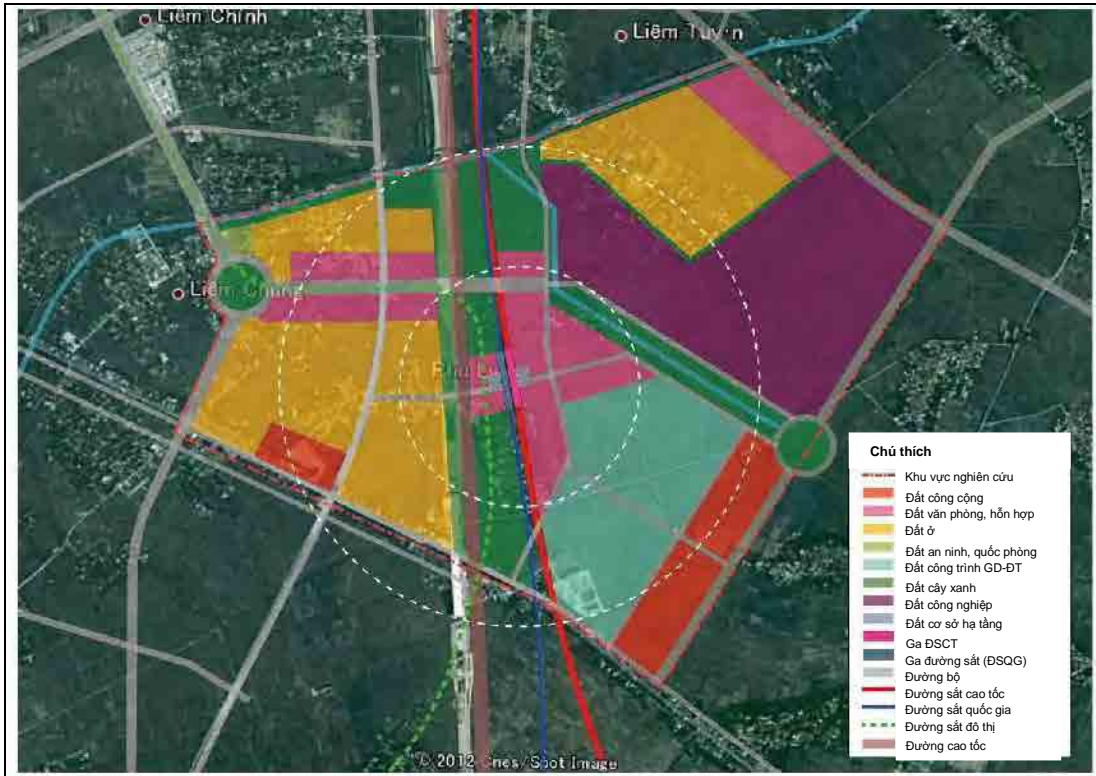 Liêm Chính
Liêm Tuyền
Liêm Chung
Chú thích
Khu vực nghiên cứu
Đất công cộng
Đất văn phòng, hỗn hợp
Đất ở
Đất an ninh, quốc phòng
Đất công trình GD-ĐT
Đất cây xanh
Đất công nghiệp
Đất cơ sở hạ tầng
Ga ĐSCT
Ga đường sắt (ĐSQG)
Đường bộ
Đường sắt cao tốc
Đường sắt quốc gia
Đường sắt đô thị
Đường cao tốc
© 2012 Cnes/Spot Image